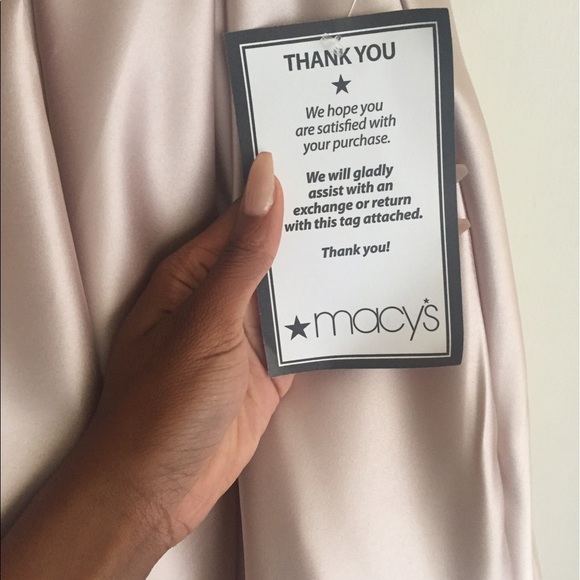 THANK YOU
We hope you
are satisfied with
your purchase.
We will gladly
assist with an
exchange or return
with this tag attached.
Thank you!
macy's